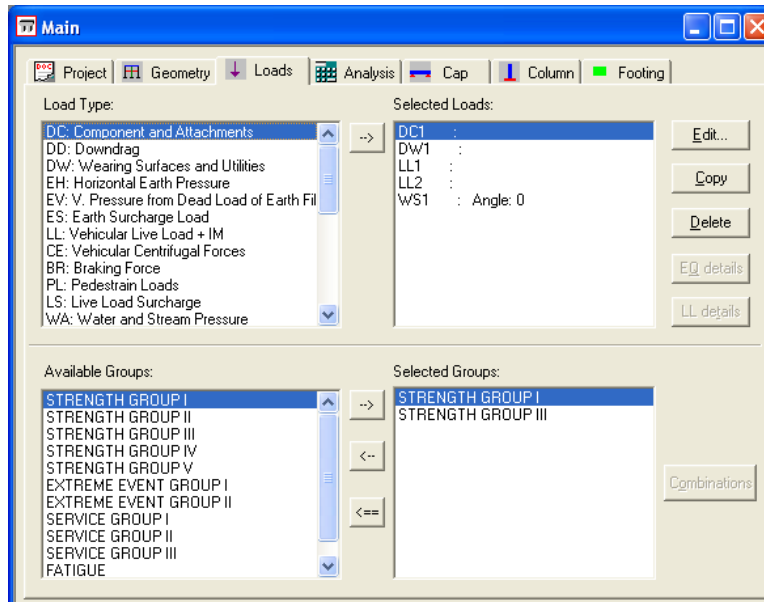 Main
Project Geometry Loads Analysis Cap Column Footing
Load Type:
DC: Component and Attachments
DD: Downdrag
DW: Wearing Surfaces and Utilities
EH: Horizontal Earth Pressure
EV: V. Pressure from Dead Load of Earth Fil
ES: Earth Surcharge Load
LL: Vehicular Live Load + IM
CE: Vehicular Centrifugal Forces
BR: Braking Force
PL: Pedestrain Loads
LS: Live Load Surcharge
WA: Water and Stream Pressure
-->
Selected Loads:
DC1 :
DW1 :
LL1 :
LL2 :
WS1 : Angle: 0
Edit...
Copy
Delete
EQ details
LL details
Available Groups:
STRENGTH GROUP I
STRENGTH GROUP II
STRENGTH GROUP III
STRENGTH GROUP IV
STRENGTH GROUP V
EXTREME EVENT GROUP I
EXTREME EVENT GROUP II
SERVICE GROUP I
SERVICE GROUP II
SERVICE GROUP III
FATIGUE
-->
<--
<==
Selected Groups:
STRENGTH GROUP I
STRENGTH GROUP III
Combinations